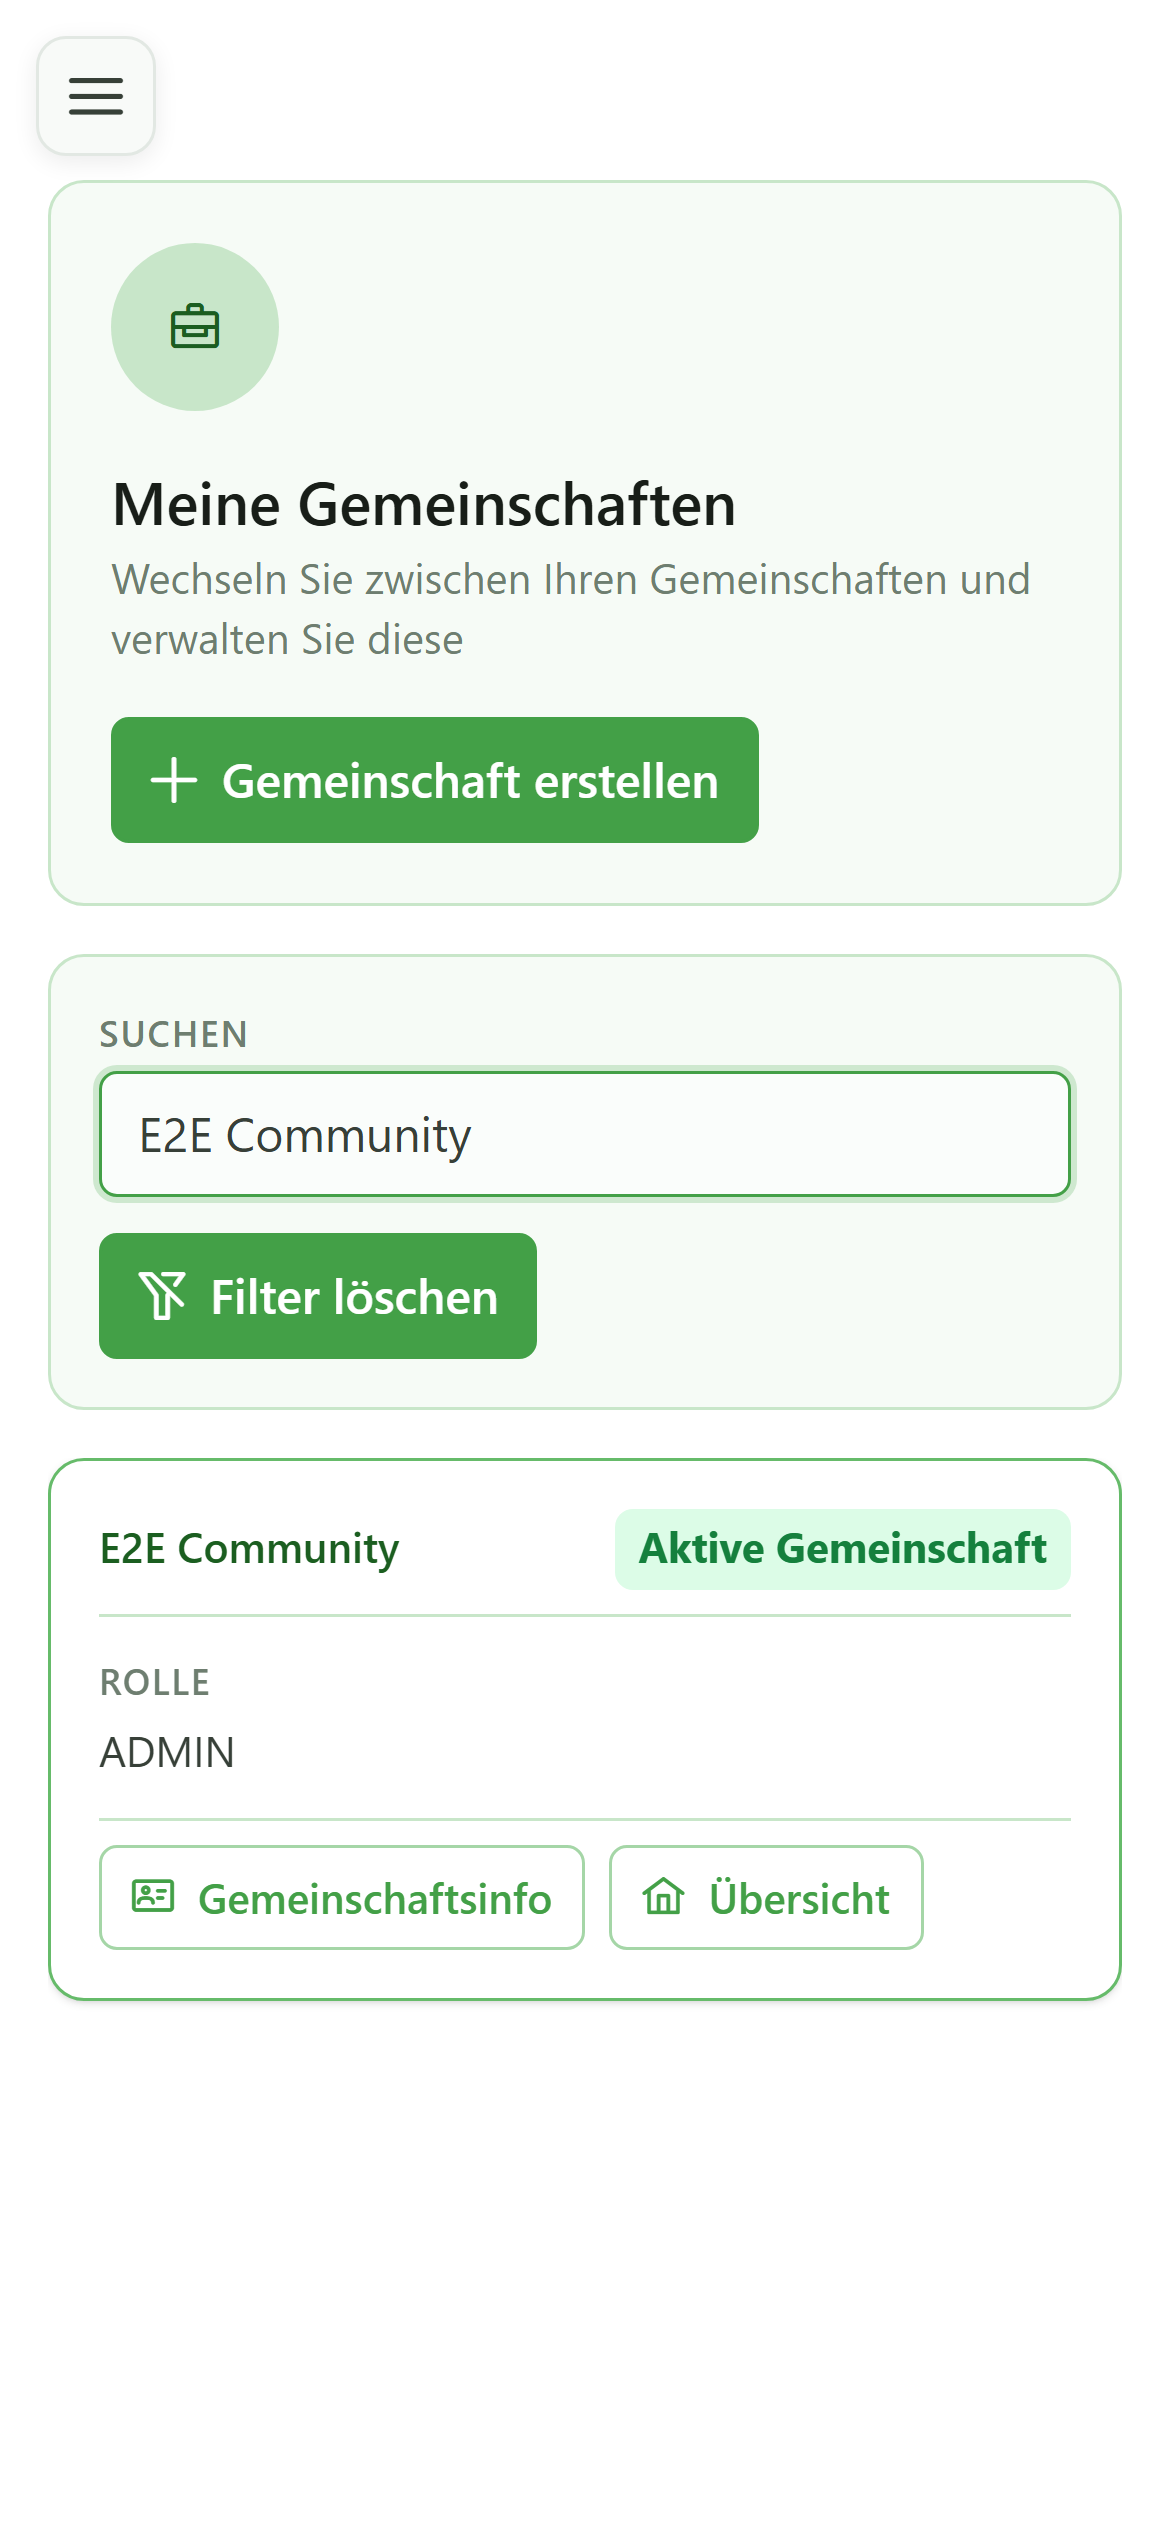 Meine Gemeinschaften
Wechseln Sie zwischen Ihren Gemeinschaften und
verwalten Sie diese
Gemeinschaft erstellen
SUCHEN
E2E Community
Filter löschen
E2E Community
Aktive Gemeinschaft
ROLLE
ADMIN
Gemeinschaftsinfo
Übersicht